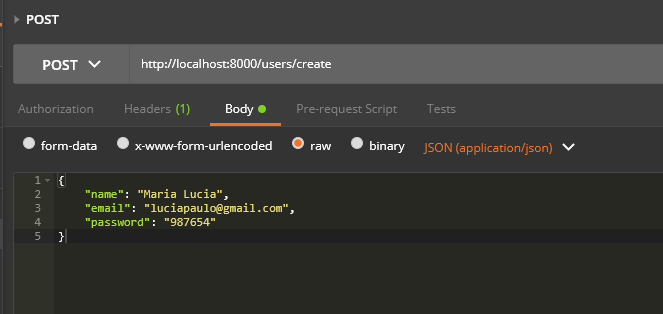 POST
POST http://localhost:8000/users/create
Authorization Headers (1) Body Pre-request Script Tests
form-data x-www-form-urlencoded raw binary JSON (application/json)
1 {
2 "name": "Maria Lucia",
3 "email": "luciapaulo@gmail.com",
4 "password": "987654"
5 }